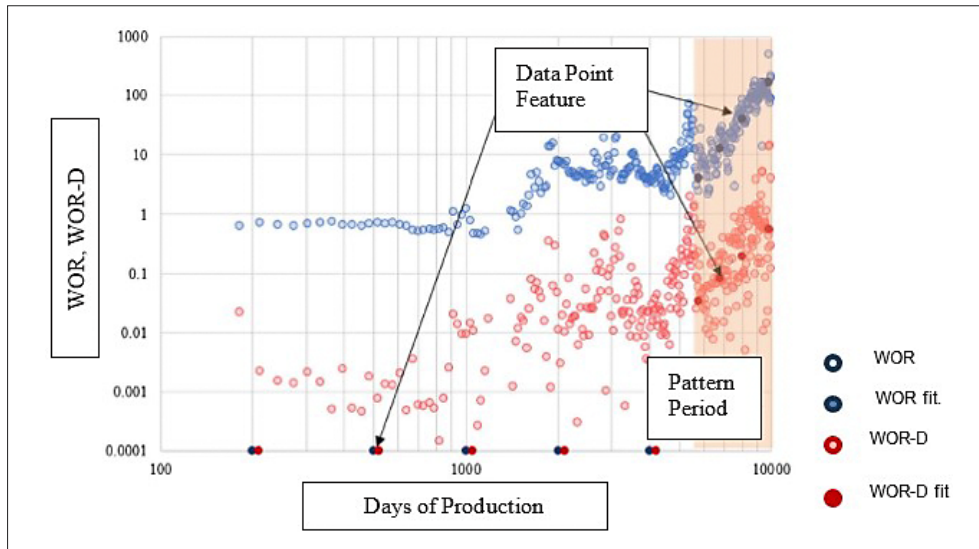 1000
100
10
1
0.1
0.01
0.001
0.0001
WOR, WOR-D
Data Point
Feature
Pattern
Period
100
1000
10000
Days of Production
WOR
WOR fit.
WOR-D
WOR-D fit